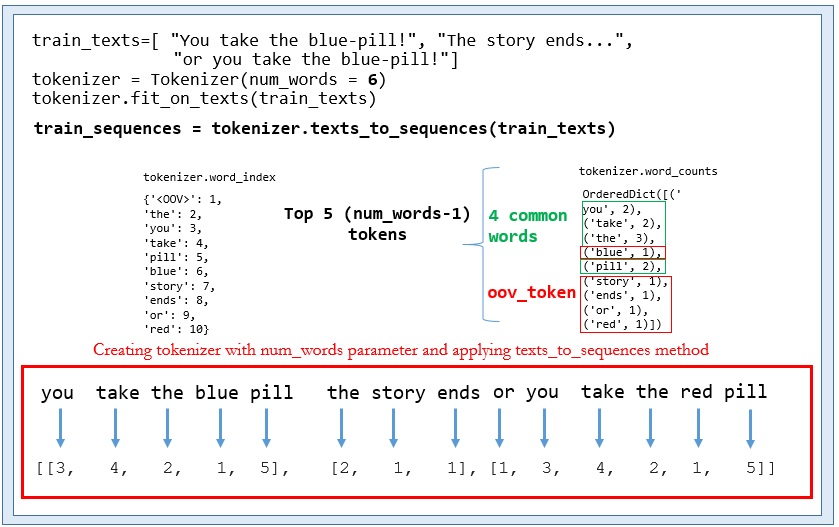 train_texts=[ "You take the blue-pill!", "The story ends...",
"or you take the blue-pill!"]
tokenizer = Tokenizer(num_words = 6)
tokenizer.fit_on_texts(train_texts)
train_sequences = tokenizer.texts_to_sequences(train_texts)
tokenizer.word_index
{'<OOV>': 1,
'the': 2,
'you': 3,
'take': 4,
'pill': 5,
'blue': 6,
'story': 7,
'ends': 8,
'or': 9,
'red': 10}
Top 5 (num_words-1)
tokens
4 common
words
oov_token
tokenizer.word_counts
OrderedDict([('
you', 2),
('take', 2),
('the', 3),
('blue', 1),
('pill', 2),
('story', 1),
('ends', 1),
('or', 1),
('red', 1)])
Creating tokenizer with num_words parameter and applying texts_to_sequences method
you take the blue pill the story ends or you take the red pill
[[3, 4, 2, 1, 5], [2, 1, 1], [1, 3, 4, 2, 1, 5]]